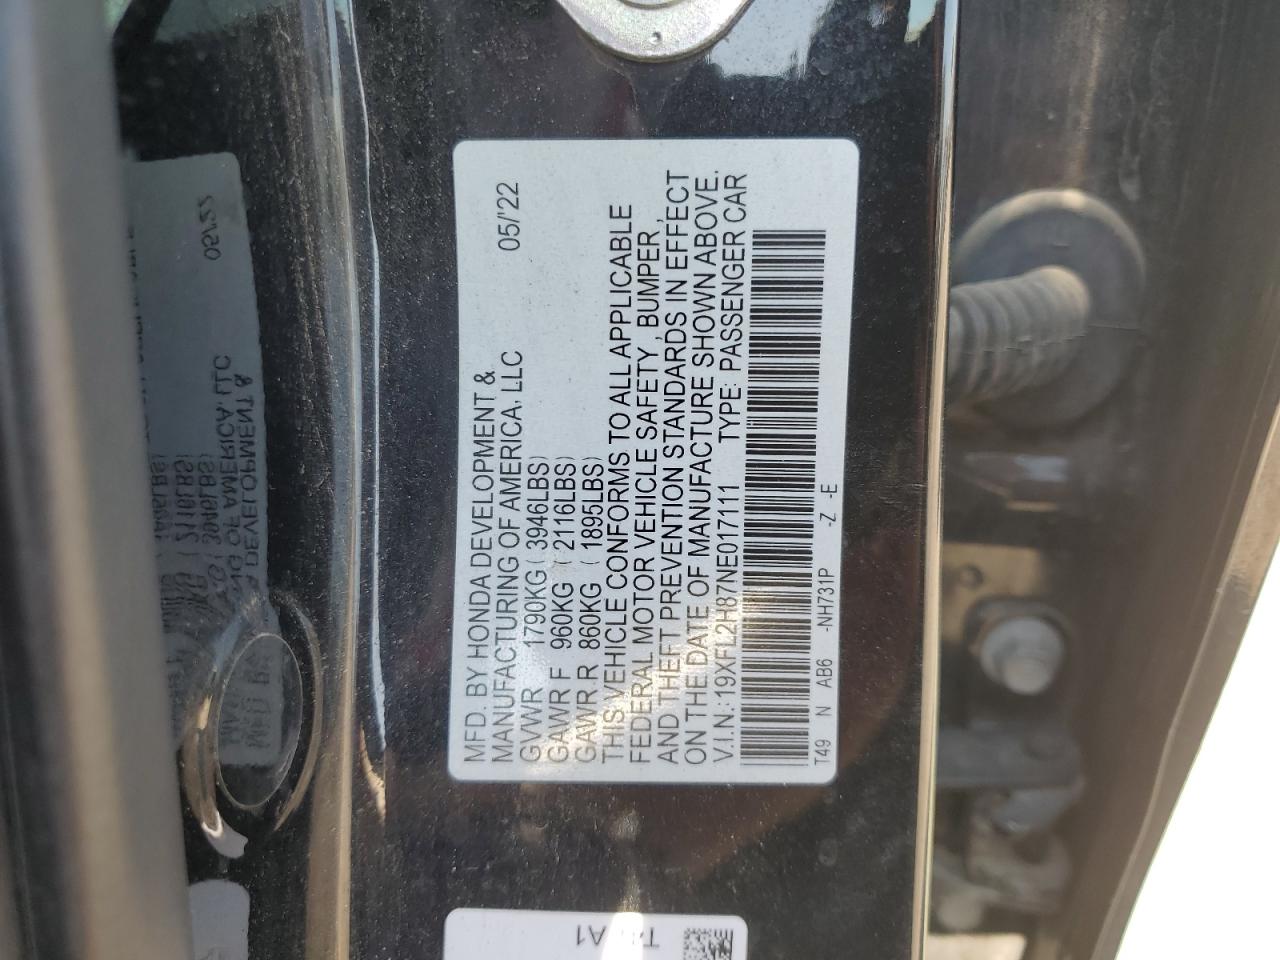 MFD. BY HONDA DEVELOPMENT &
MANUFACTURING OF AMERICA, LLC 05/'22
GVWR 1790KG ( 3946LBS)
GAWR F 960KG ( 2116LBS)
GAWR R 860KG ( 1895LBS)
THIS VEHICLE CONFORMS TO ALL APPLICABLE
FEDERAL MOTOR VEHICLE SAFETY, BUMPER,
AND THEFT PREVENTION STANDARDS IN EFFECT
ON THE DATE OF MANUFACTURE SHOWN ABOVE.
V.I.N.:19XFL2H87NE017111 TYPE: PASSENGER CAR
T49 N AB6 -NH731P -Z -E
A1